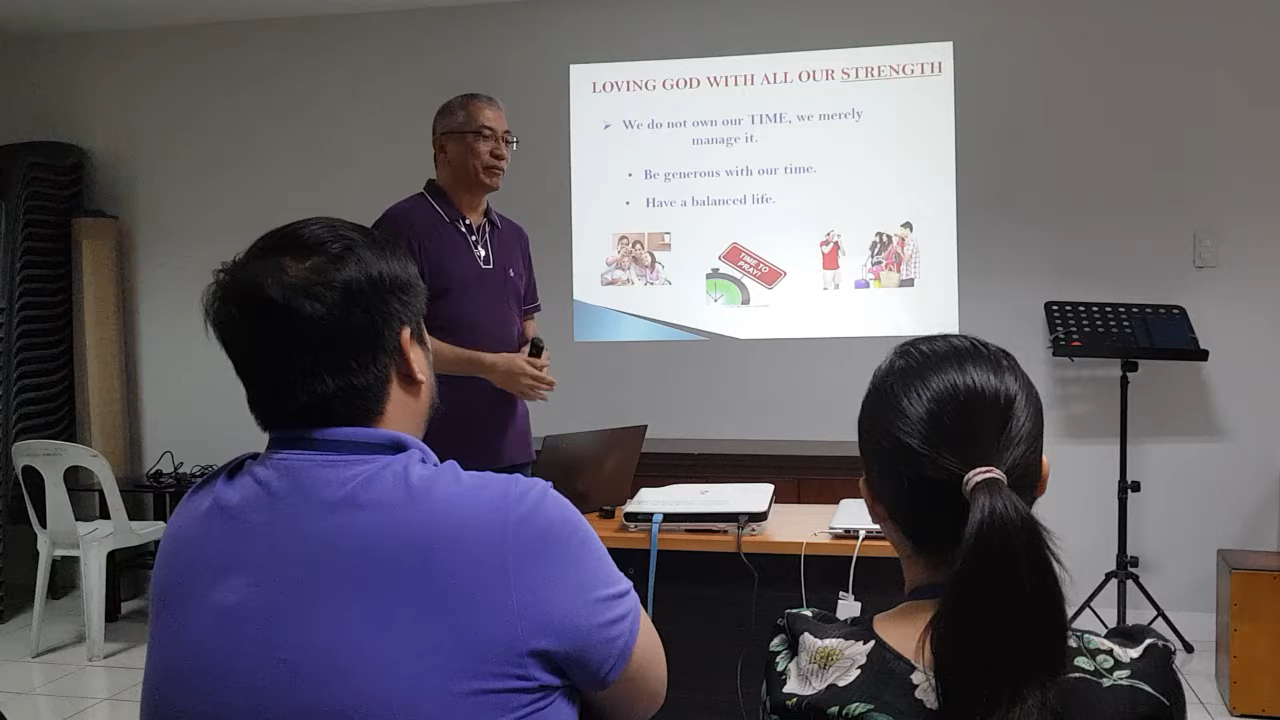 LOVING GOD WITH ALL OUR STRENGTH
➢ We do not own our TIME, we merely
manage it.
• Be generous with our time.
• Have a balanced life.
TIME TO
PRAY!